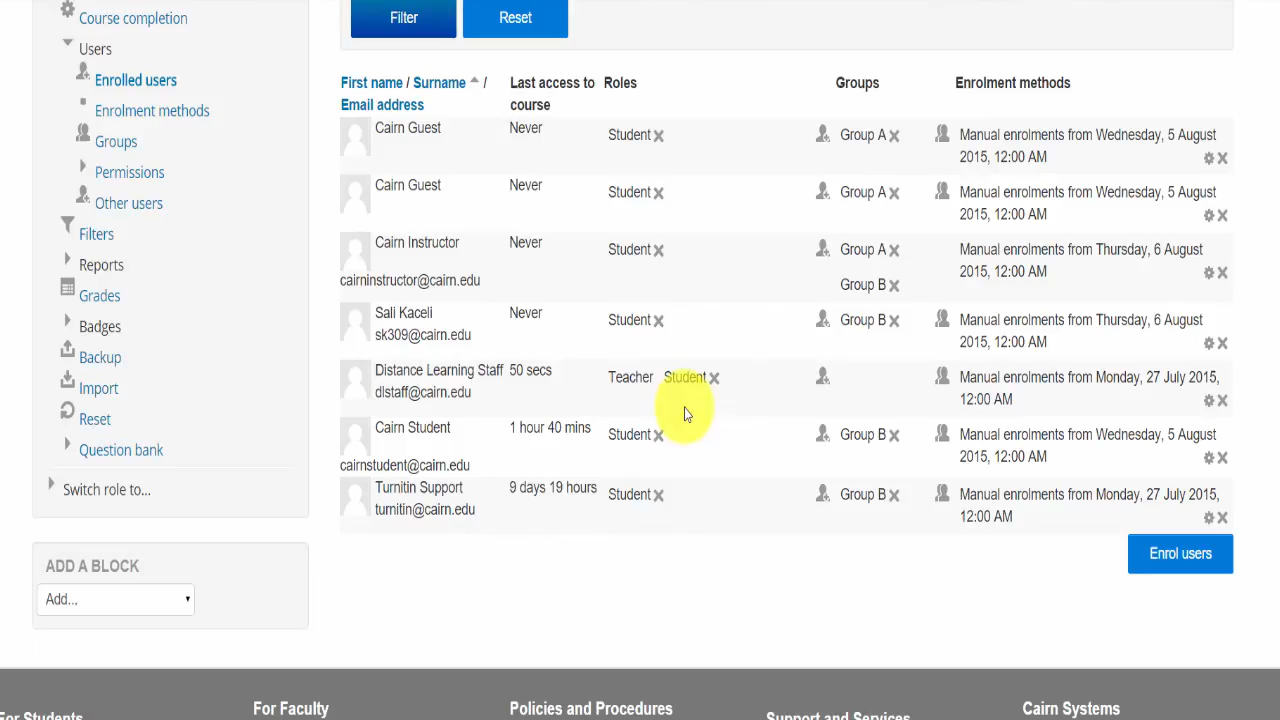 Course completion
Users
Enrolled users
Enrolment methods
Groups
Permissions
Other users
Filters
Reports
Grades
Badges
Backup
Import
Reset
Question bank
Switch role to...
ADD A BLOCK
Add...
Filter Reset
First name / Surname / Last access to Roles Groups Enrolment methods
Email address course
Cairn Guest Never Student Group A Manual enrolments from Wednesday, 5 August
2015, 12:00 AM
Cairn Guest Never Student Group A Manual enrolments from Wednesday, 5 August
2015, 12:00 AM
Cairn Instructor Never Student Group A Manual enrolments from Thursday, 6 August
2015, 12:00 AM
cairninstructor@cairn.edu Group B
Sali Kaceli Never Student Group B Manual enrolments from Thursday, 6 August
sk309@cairn.edu 2015, 12:00 AM
Distance Learning Staff 50 secs Teacher Student Manual enrolments from Monday, 27 July 2015,
dlstaff@cairn.edu 12:00 AM
Cairn Student 1 hour 40 mins Student Group B Manual enrolments from Wednesday, 5 August
2015, 12:00 AM
cairnstudent@cairn.edu
Turnitin Support 9 days 19 hours Student Group B Manual enrolments from Monday, 27 July 2015,
turnitin@cairn.edu 12:00 AM
Enrol users
For Students For Faculty Policies and Procedures Support and Services Cairn Systems